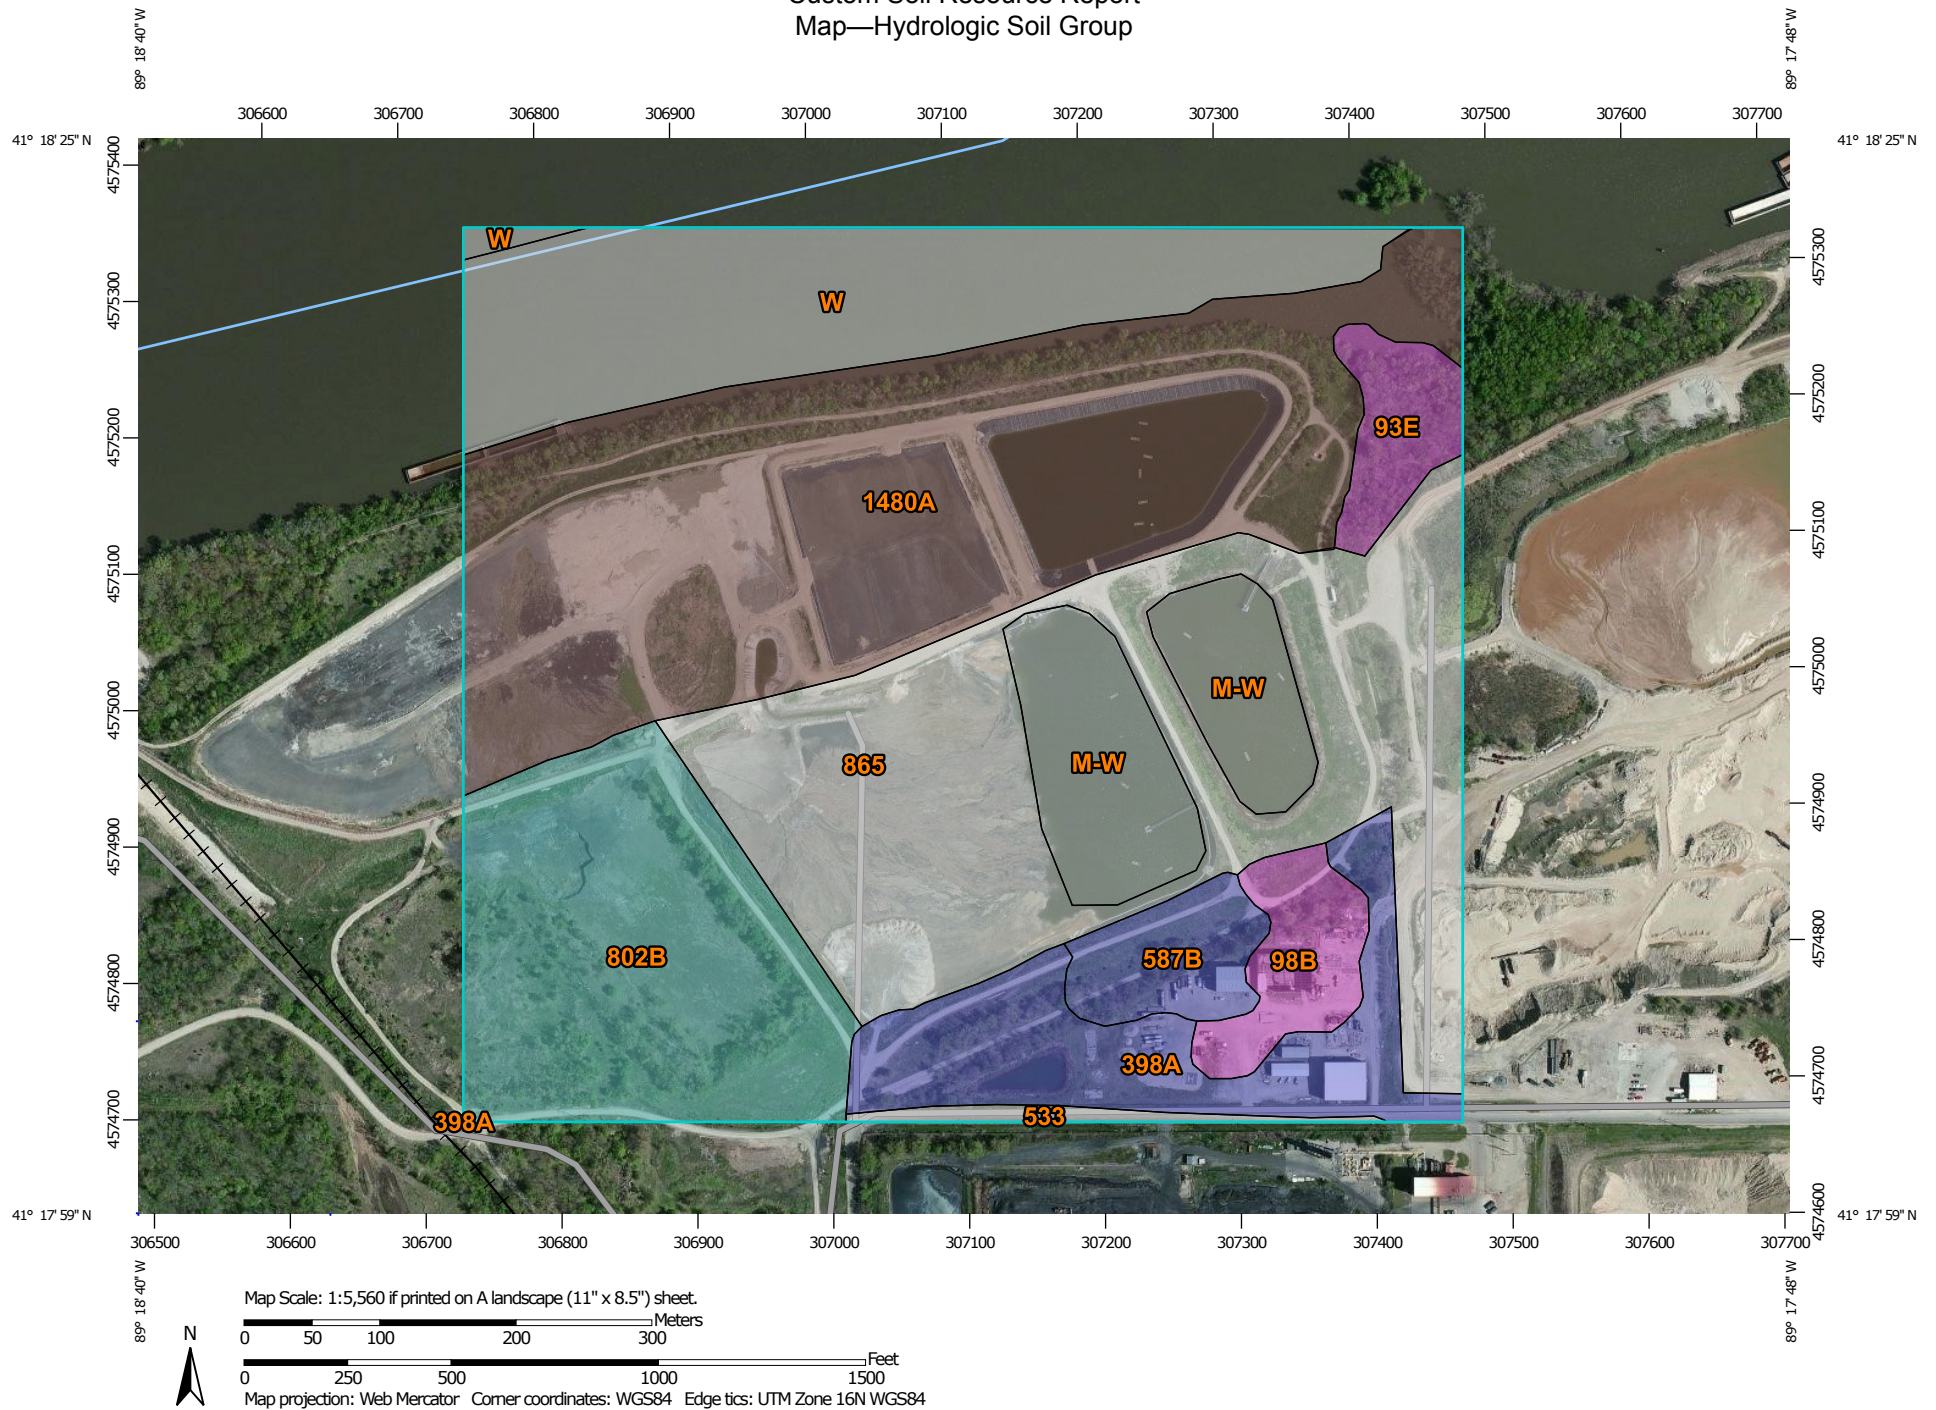 Custom Soil Resource Report
Map—Hydrologic Soil Group
89° 18' 40" W
89° 17' 48" W
306600 306700 306800 306900 307000 307100 307200 307300 307400 307500 307600 307700
41° 18' 25" N
41° 18' 25" N
4575400
4575300
4575200
4575100
4575000
4574900
4574800
4574700
4575300
4575200
4575100
4575000
4574900
4574800
4574700
4574600
W
W
93E
1480A
M-W
M-W
865
802B
587B
98B
398A
533
398A
41° 17' 59" N
41° 17' 59" N
306500 306600 306700 306800 306900 307000 307100 307200 307300 307400 307500 307600 307700
89° 18' 40" W
89° 17' 48" W
Map Scale: 1:5,560 if printed on A landscape (11" x 8.5") sheet.
Meters
0 50 100 200 300
Feet
0 250 500 1000 1500
N
Map projection: Web Mercator Corner coordinates: WGS84 Edge tics: UTM Zone 16N WGS84